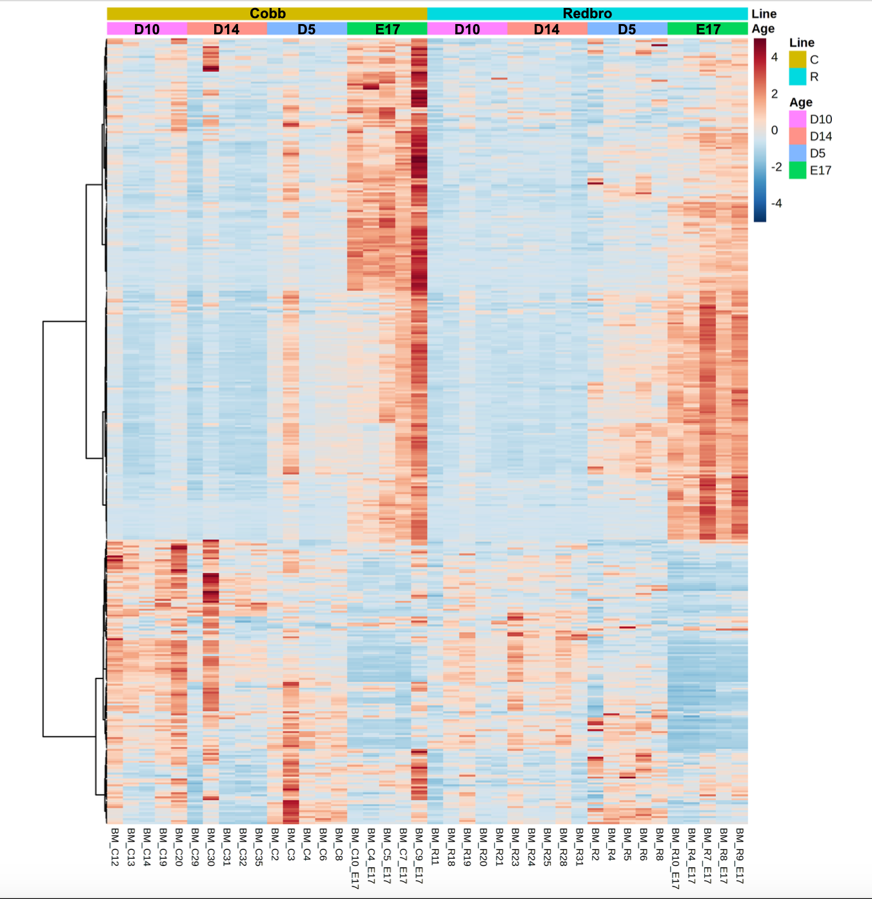 Cobb Redbro Line
D10 D14 D5 E17 D10 D14 D5 E17 Age
4
2
0
-2
-4
Line
C
R
Age
D10
D14
D5
E17
BM_C12
BM_C13
BM_C14
BM_C19
BM_C20
BM_C29
BM_C30
BM_C31
BM_C32
BM_C35
BM_C2
BM_C3
BM_C4
BM_C6
BM_C8
BM_C10_E17
BM_C4_E17
BM_C5_E17
BM_C7_E17
BM_C9_E17
BM_R11
BM_R18
BM_R19
BM_R20
BM_R21
BM_R23
BM_R24
BM_R25
BM_R28
BM_R31
BM_R2
BM_R4
BM_R5
BM_R6
BM_R8
BM_R10_E17
BM_R4_E17
BM_R7_E17
BM_R8_E17
BM_R9_E17